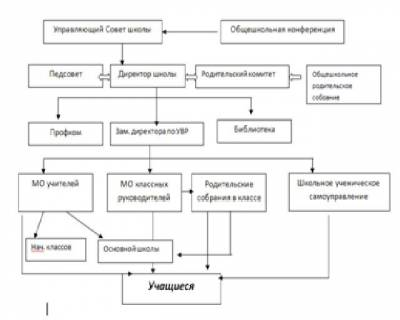 Управляющий Совет школы
Общешкольная конференция
Педсовет
Директор школы
Родительский комитет
Общешкольное
родительское
собрание
Профком
Зам. директора по УВР
Библиотека
МО учителей
МО классных
руководителей
Родительские
собрания в классе
Школьное ученическое
самоуправление
Нач. классов
Основной школы
Учащиеся